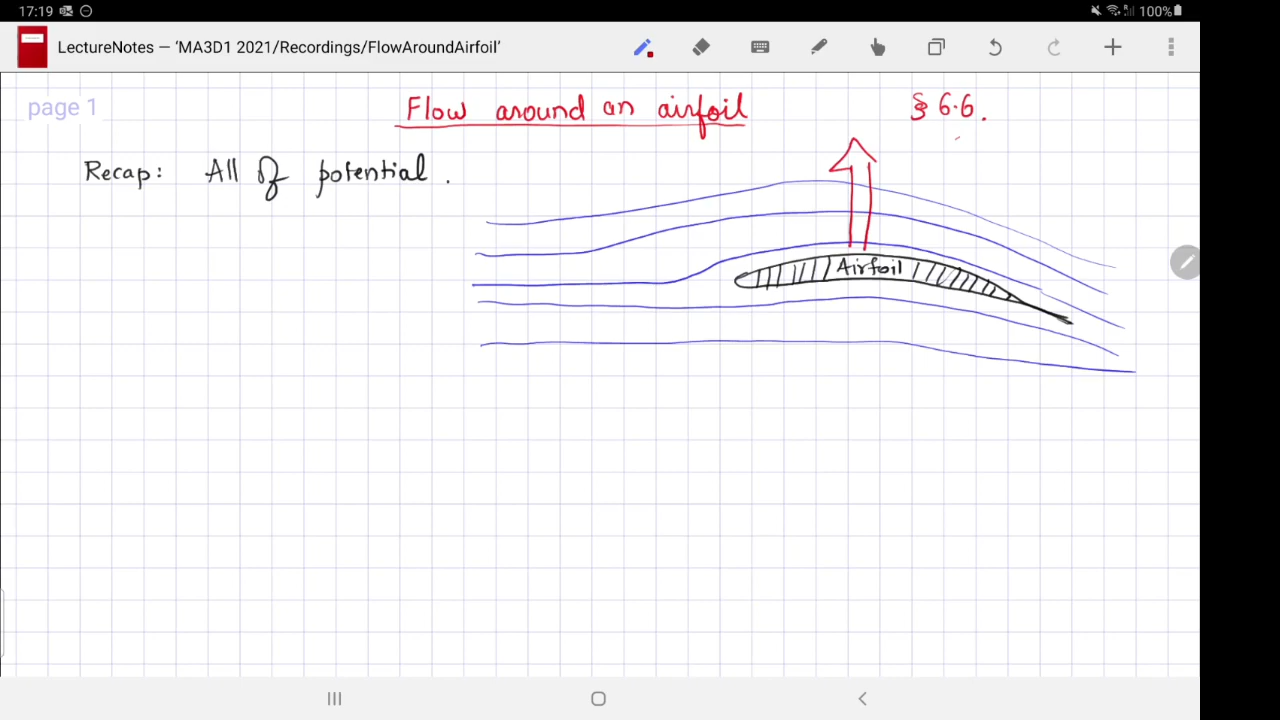 17:19
100%
LectureNotes — ‘MA3D1 2021/Recordings/FlowAroundAirfoil’
page 1
Flow around an airfoil
§ 6.6.
Recap: All of potential.
Airfoil